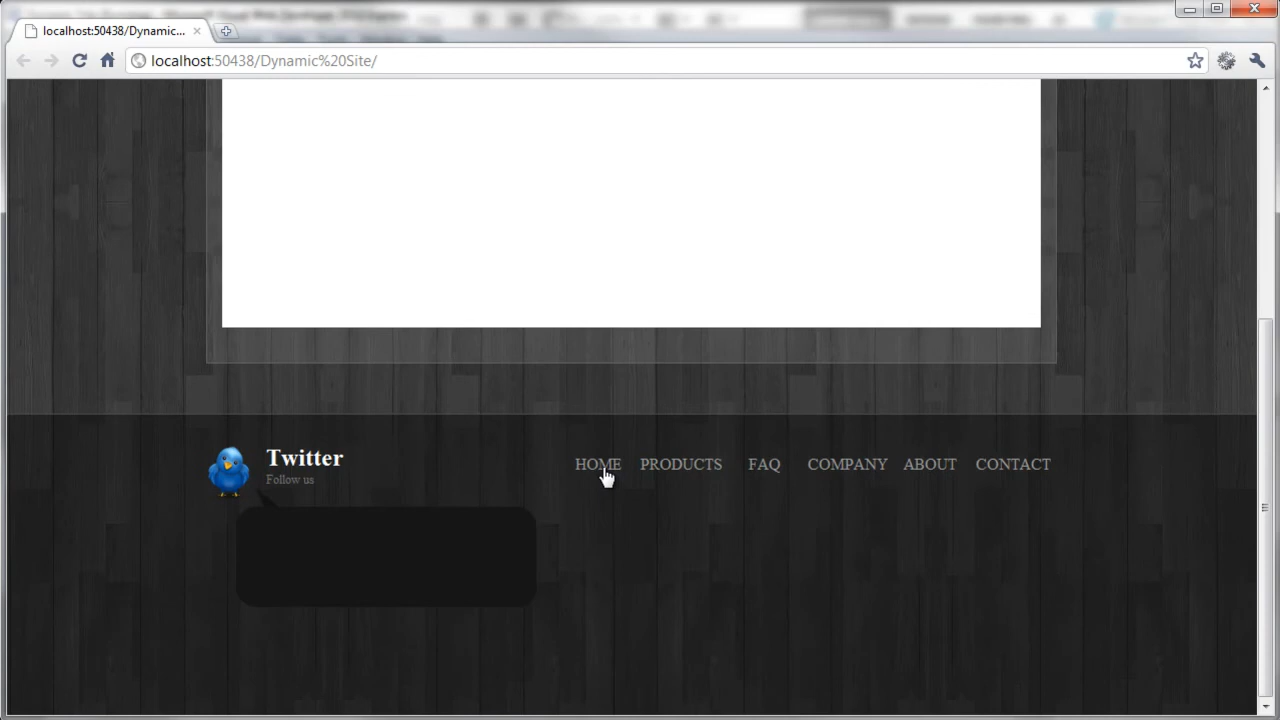 localhost:50438/Dynamic...
localhost:50438/Dynamic%20Site/
Twitter
Follow us
HOME PRODUCTS FAQ COMPANY ABOUT CONTACT